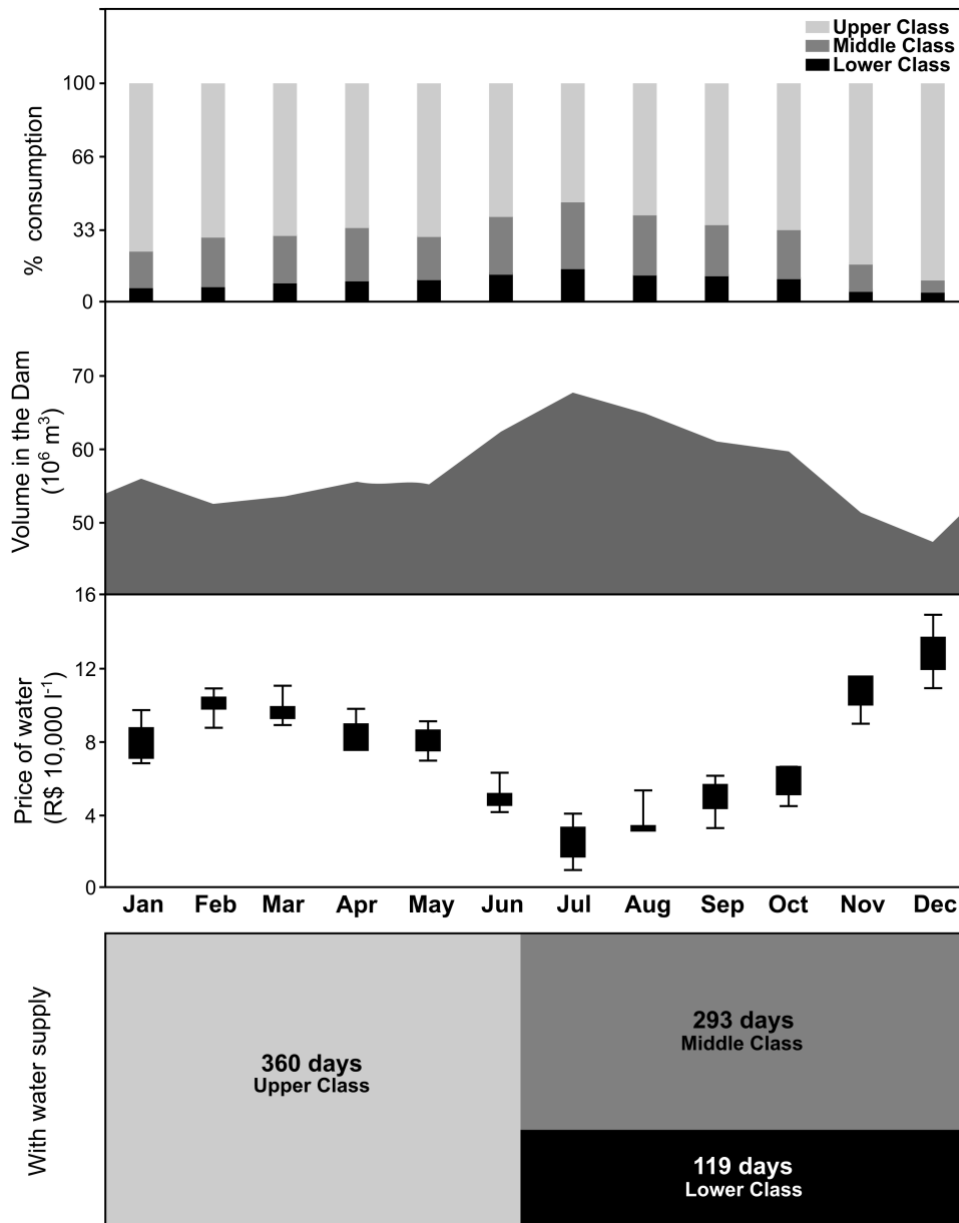 Upper Class
Middle Class
Lower Class
% consumption
100
66
33
0
Volume in the Dam
(10⁶ m³)
70
60
50
Price of water
(R$ 10,000 l⁻¹)
16
12
8
4
0
Jan Feb Mar Apr May Jun Jul Aug Sep Oct Nov Dec
With water supply
360 days
Upper Class
293 days
Middle Class
119 days
Lower Class